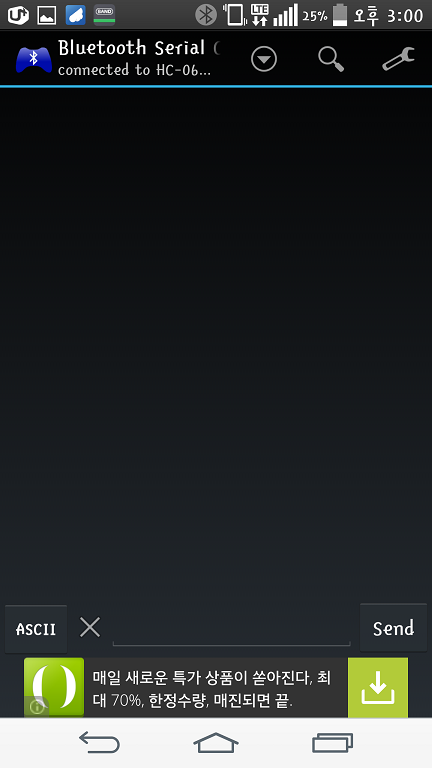 U+ BAND LTE 25% 오후 3:00
Bluetooth Serial
connected to HC-06...
ASCII
Send
매일 새로운 특가 상품이 쏟아진다, 최
대 70%, 한정수량, 매진되면 끝.